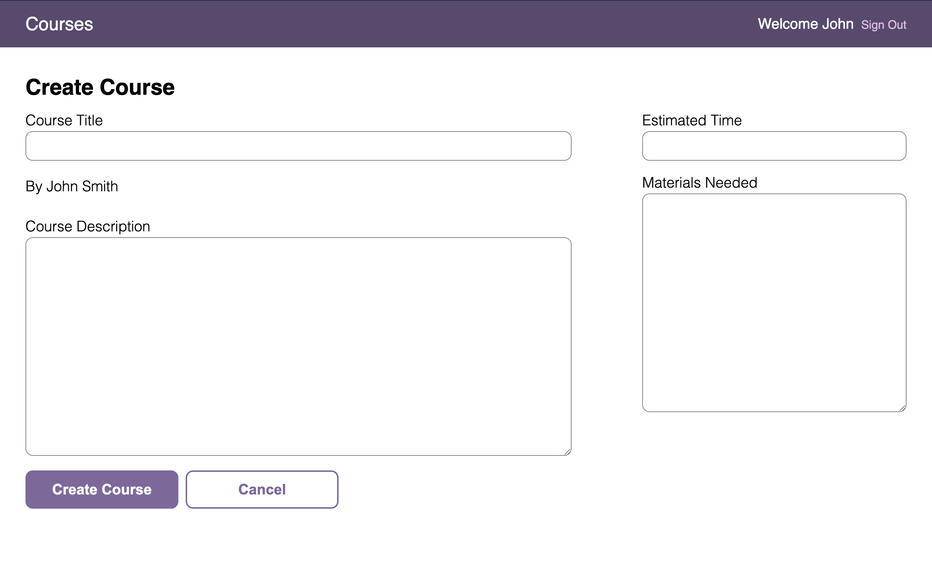 Courses
Welcome John Sign Out
Create Course
Course Title
Estimated Time
By John Smith
Materials Needed
Course Description
Create Course
Cancel